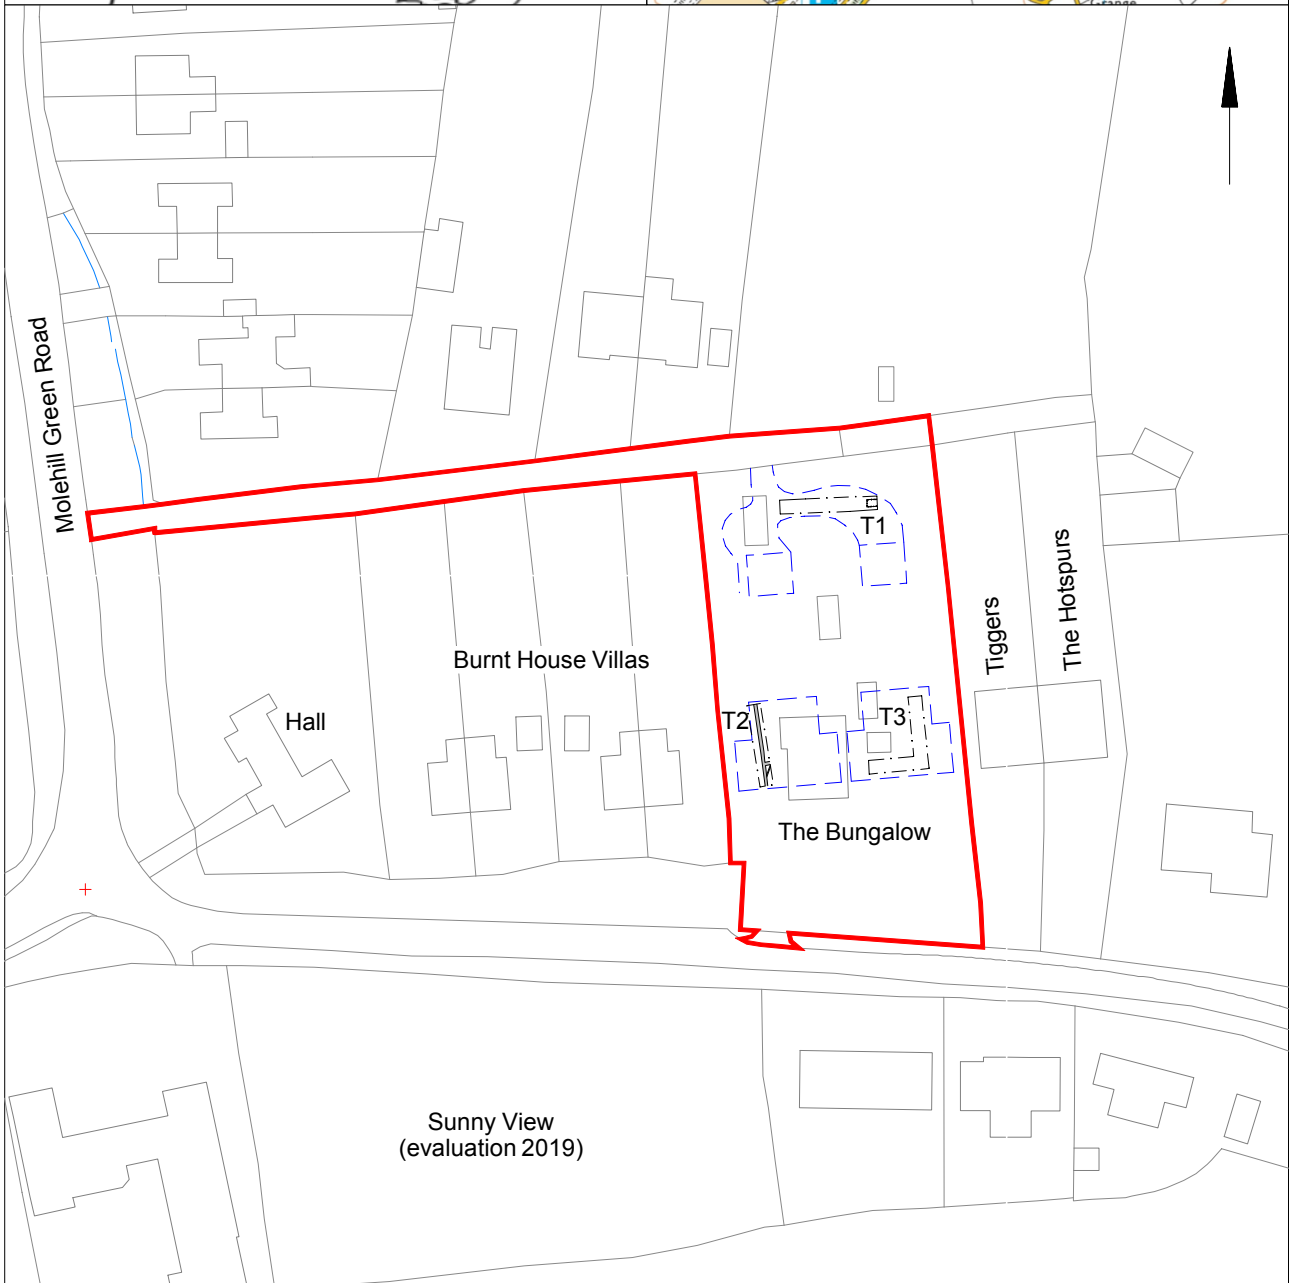 Grange
Molehill Green Road
T1
Tiggers
The Hotspurs
Burnt House Villas
Hall
T2
T3
The Bungalow
Sunny View
(evaluation 2019)